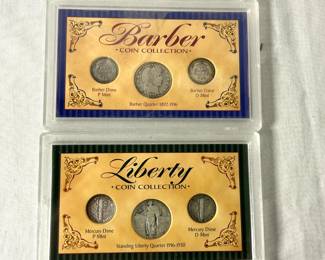 Barber
• COIN COLLECTION •
Barber Dime
P Mint
Barber Dime
O Mint
Barber Quarter 1892-1916
Liberty
• COIN COLLECTION •
Mercury Dime
P Mint
Mercury Dime
D Mint
Standing Liberty Quarter 1916-1930